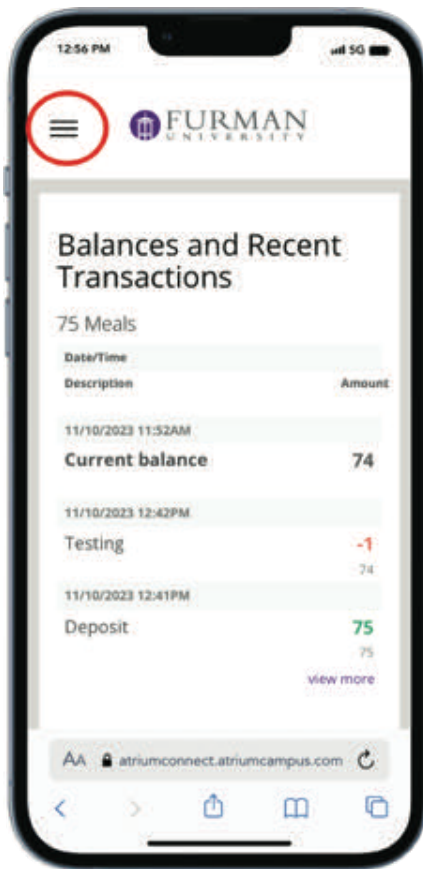 12:56 PM 5G
FURMAN
UNIVERSITY
Balances and Recent
Transactions
75 Meals
Date/Time
Description Amount
11/10/2023 11:52AM
Current balance 74
11/10/2023 12:42PM
Testing -1
74
11/10/2023 12:41PM
Deposit 75
75
view more
AA atriumconnect.atriumcampus.com